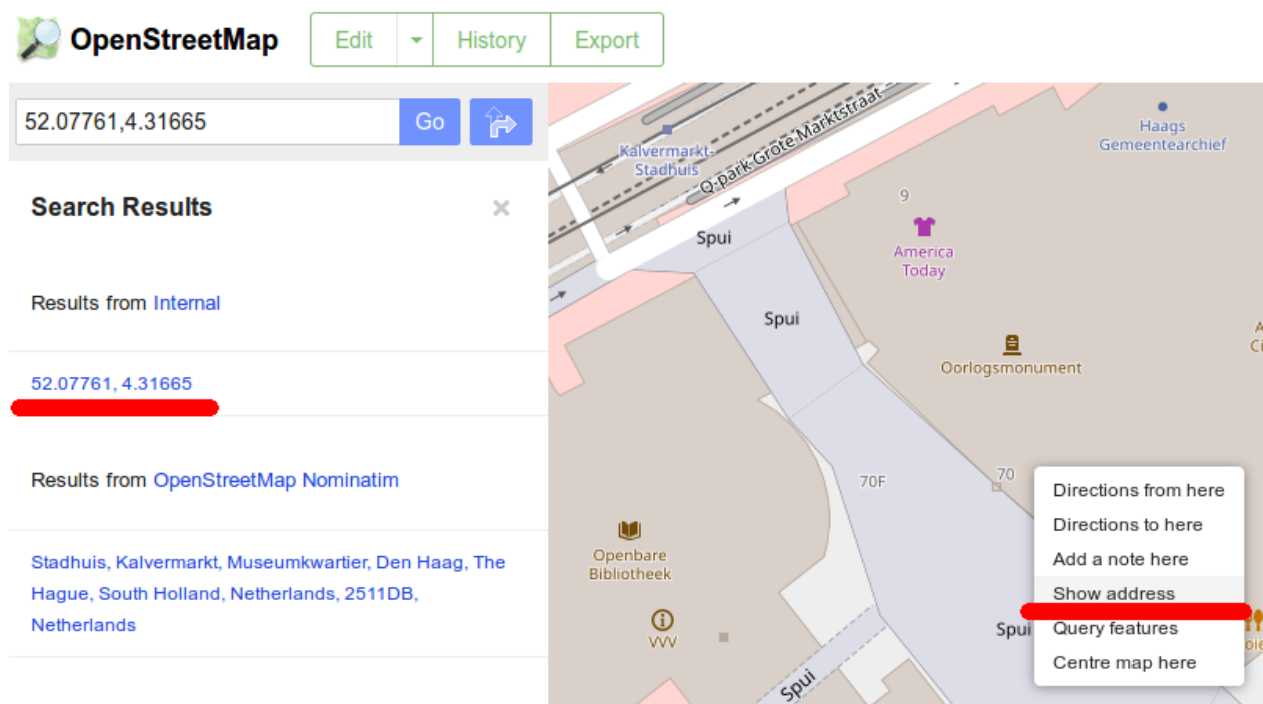 OpenStreetMap
Edit
History
Export
52.07761,4.31665
Go
Search Results
×
Results from Internal
52.07761, 4.31665
Results from OpenStreetMap Nominatim
Stadhuis, Kalvermarkt, Museumkwartier, Den Haag, The
Hague, South Holland, Netherlands, 2511DB,
Netherlands
Kalvermarkt-
Stadhuis
Q-park Grote Marktstraat
Haags
Gemeentearchief
9
Spui
America
Today
Spui
Oorlogsmonument
A
Ci
70F
70
Openbare
Bibliotheek
VVV
Spui
Spui
Directions from here
Directions to here
Add a note here
Show address
Query features
Centre map here